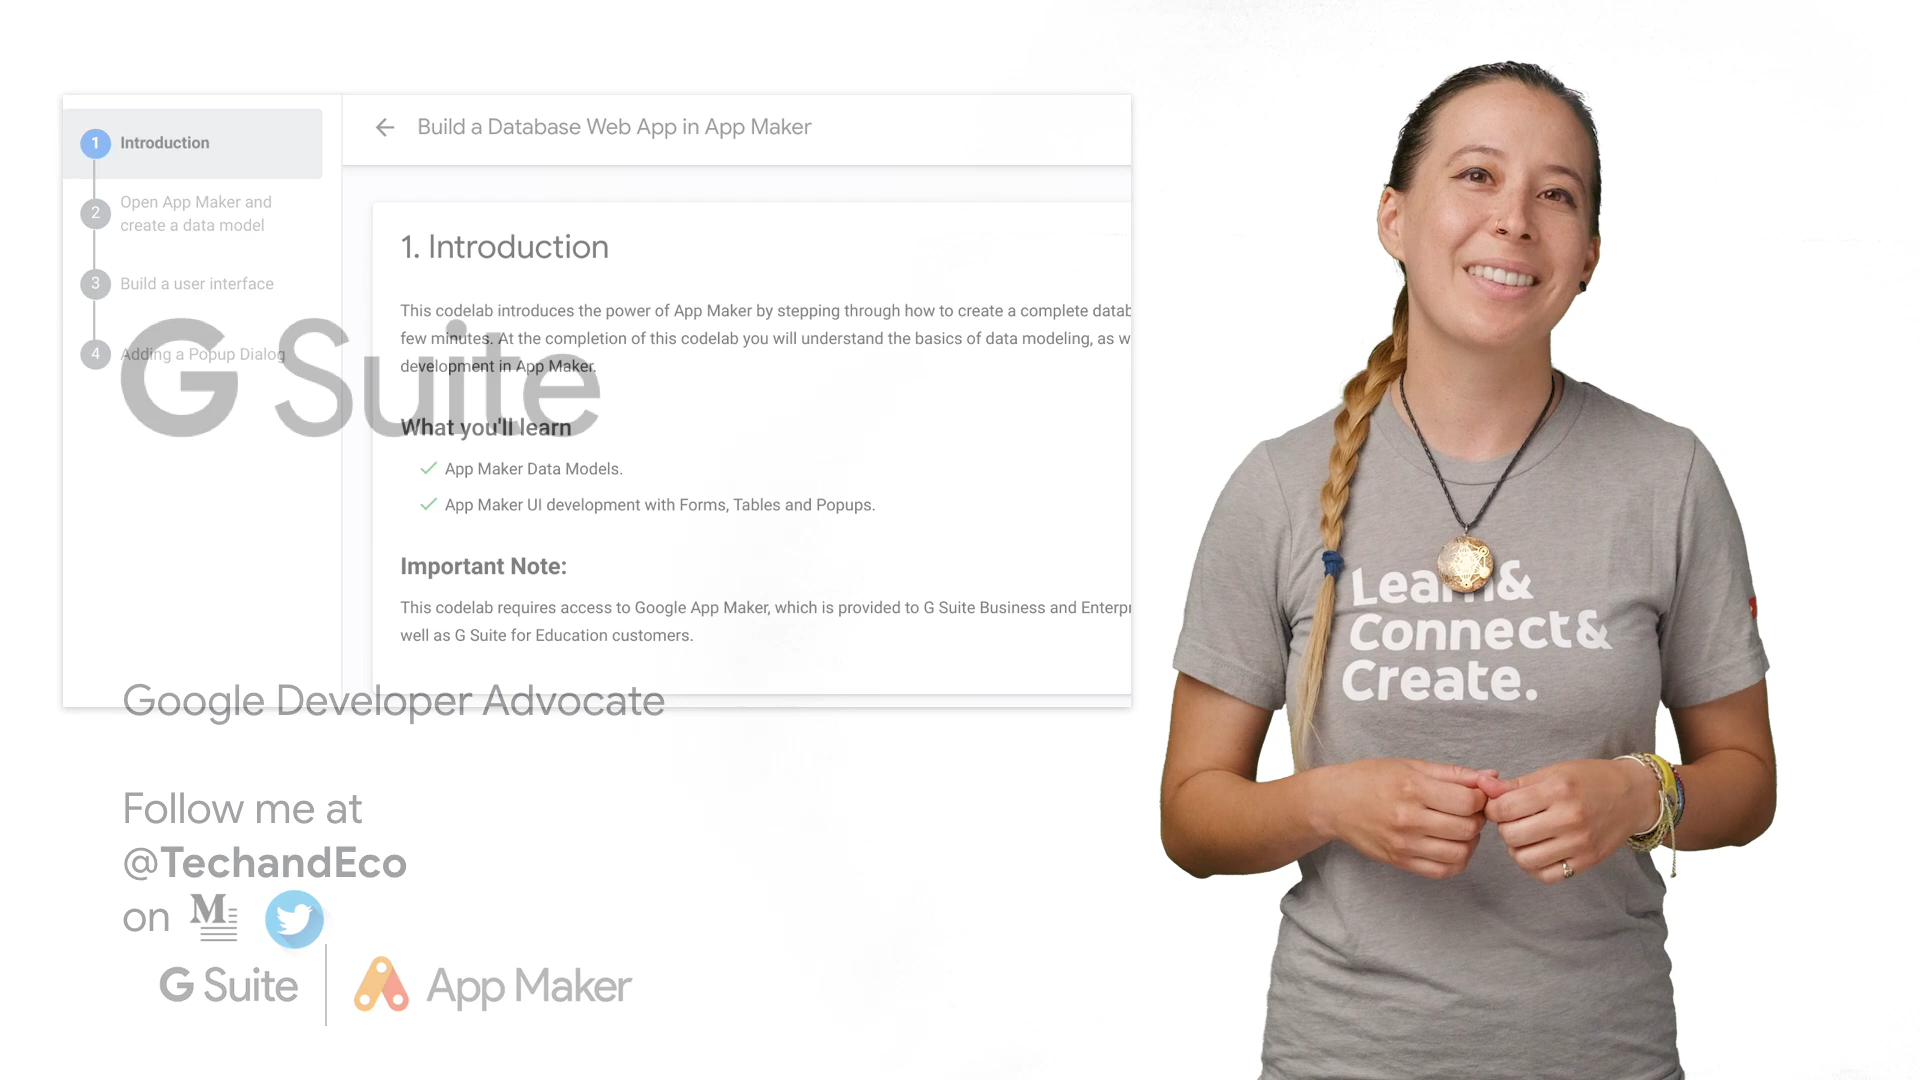 1 Introduction
2 Open App Maker and
create a data model
3 Build a user interface
4 Adding a Popup Dialog
Build a Database Web App in App Maker
1. Introduction
This codelab introduces the power of App Maker by stepping through how to create a complete datab
few minutes. At the completion of this codelab you will understand the basics of data modeling, as w
development in App Maker.
What you'll learn
App Maker Data Models.
App Maker UI development with Forms, Tables and Popups.
Important Note:
This codelab requires access to Google App Maker, which is provided to G Suite Business and Enterpr
well as G Suite for Education customers.
G Suite
Google Developer Advocate
Follow me at
@TechandEco
on M
G Suite
App Maker
Learn&
Connect&
Create.